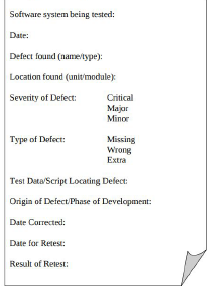 Software system being tested:
Date:
Defect found (name/type):
Location found (unit/module):
Severity of Defect: Critical
Major
Minor
Type of Defect: Missing
Wrong
Extra
Test Data/Script Locating Defect:
Origin of Defect/Phase of Development:
Date Corrected:
Date for Retest:
Result of Retest: